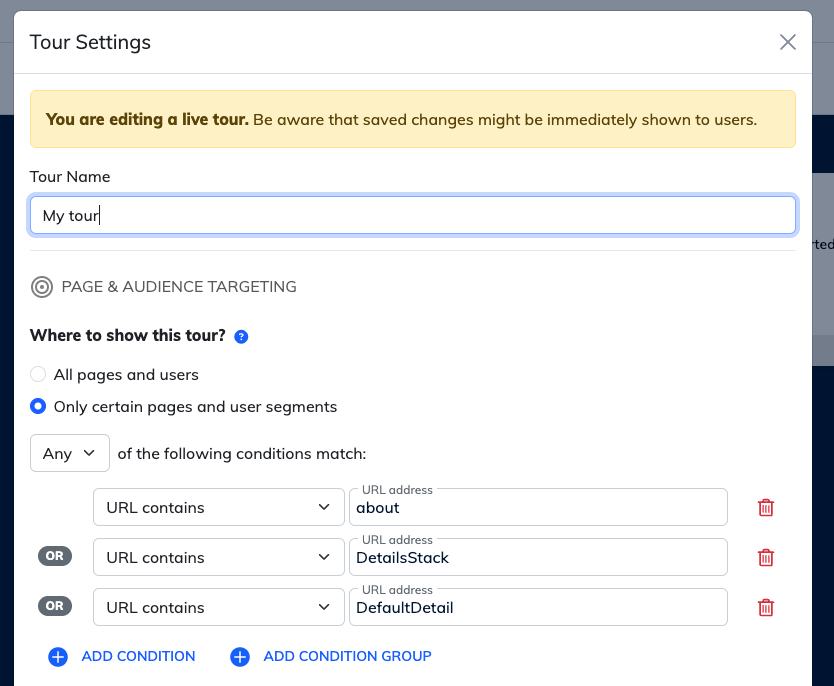 Tour Settings
You are editing a live tour. Be aware that saved changes might be immediately shown to users.
Tour Name
My tour
PAGE & AUDIENCE TARGETING
Where to show this tour? ?
All pages and users
Only certain pages and user segments
Any of the following conditions match:
URL contains URL address about
OR URL contains URL address DetailsStack
OR URL contains URL address DefaultDetail
ADD CONDITION ADD CONDITION GROUP